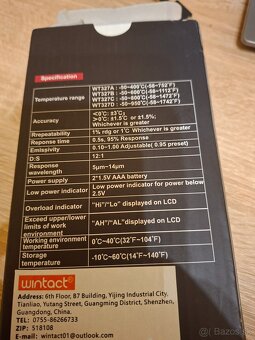 Specification
Temperature range
WT327A : -50~400℃(-58~752℉)
WT327B : -50~600℃(-58~1112℉)
WT327C : -50~800℃(-58~1472℉)
WT327D : -50~950℃(-58~1742℉)
Accuracy
<0℃: ±3℃;
>0℃: ±1.5℃ or ±1.5%;
Whichever is greater
Rrepeatability 1% rdg or 1℃ Whichever is greater
Response time 0.5s, 95% Response
Emissivity 0.10~1.00 Adjustable( 0.95 preset)
D:S 12:1
Response
wavelength 5μm~14μm
Power supply 2*1.5V AAA battery
Low power indicator Low power indicator for power below
2.5V
Overload indicator "Hi"/"Lo" displayed on LCD
Exceed upper/lower
limits of work
environment "AH"/"AL" displayed on LCD
Working environment
temperature 0℃~40℃(32℉~104℉)
Storage
temperature -10℃~60℃(14℉~140℉)
wintact
Address: 6th Floor, B7 Building, Yijing Industrial City,
Tianliao, Yutang Street, Guangming District, Shenzhen,
Guangdong, China.
TEL: 0755-86266733
ZIP: 518108
E-mail: wintact01@outlook.com